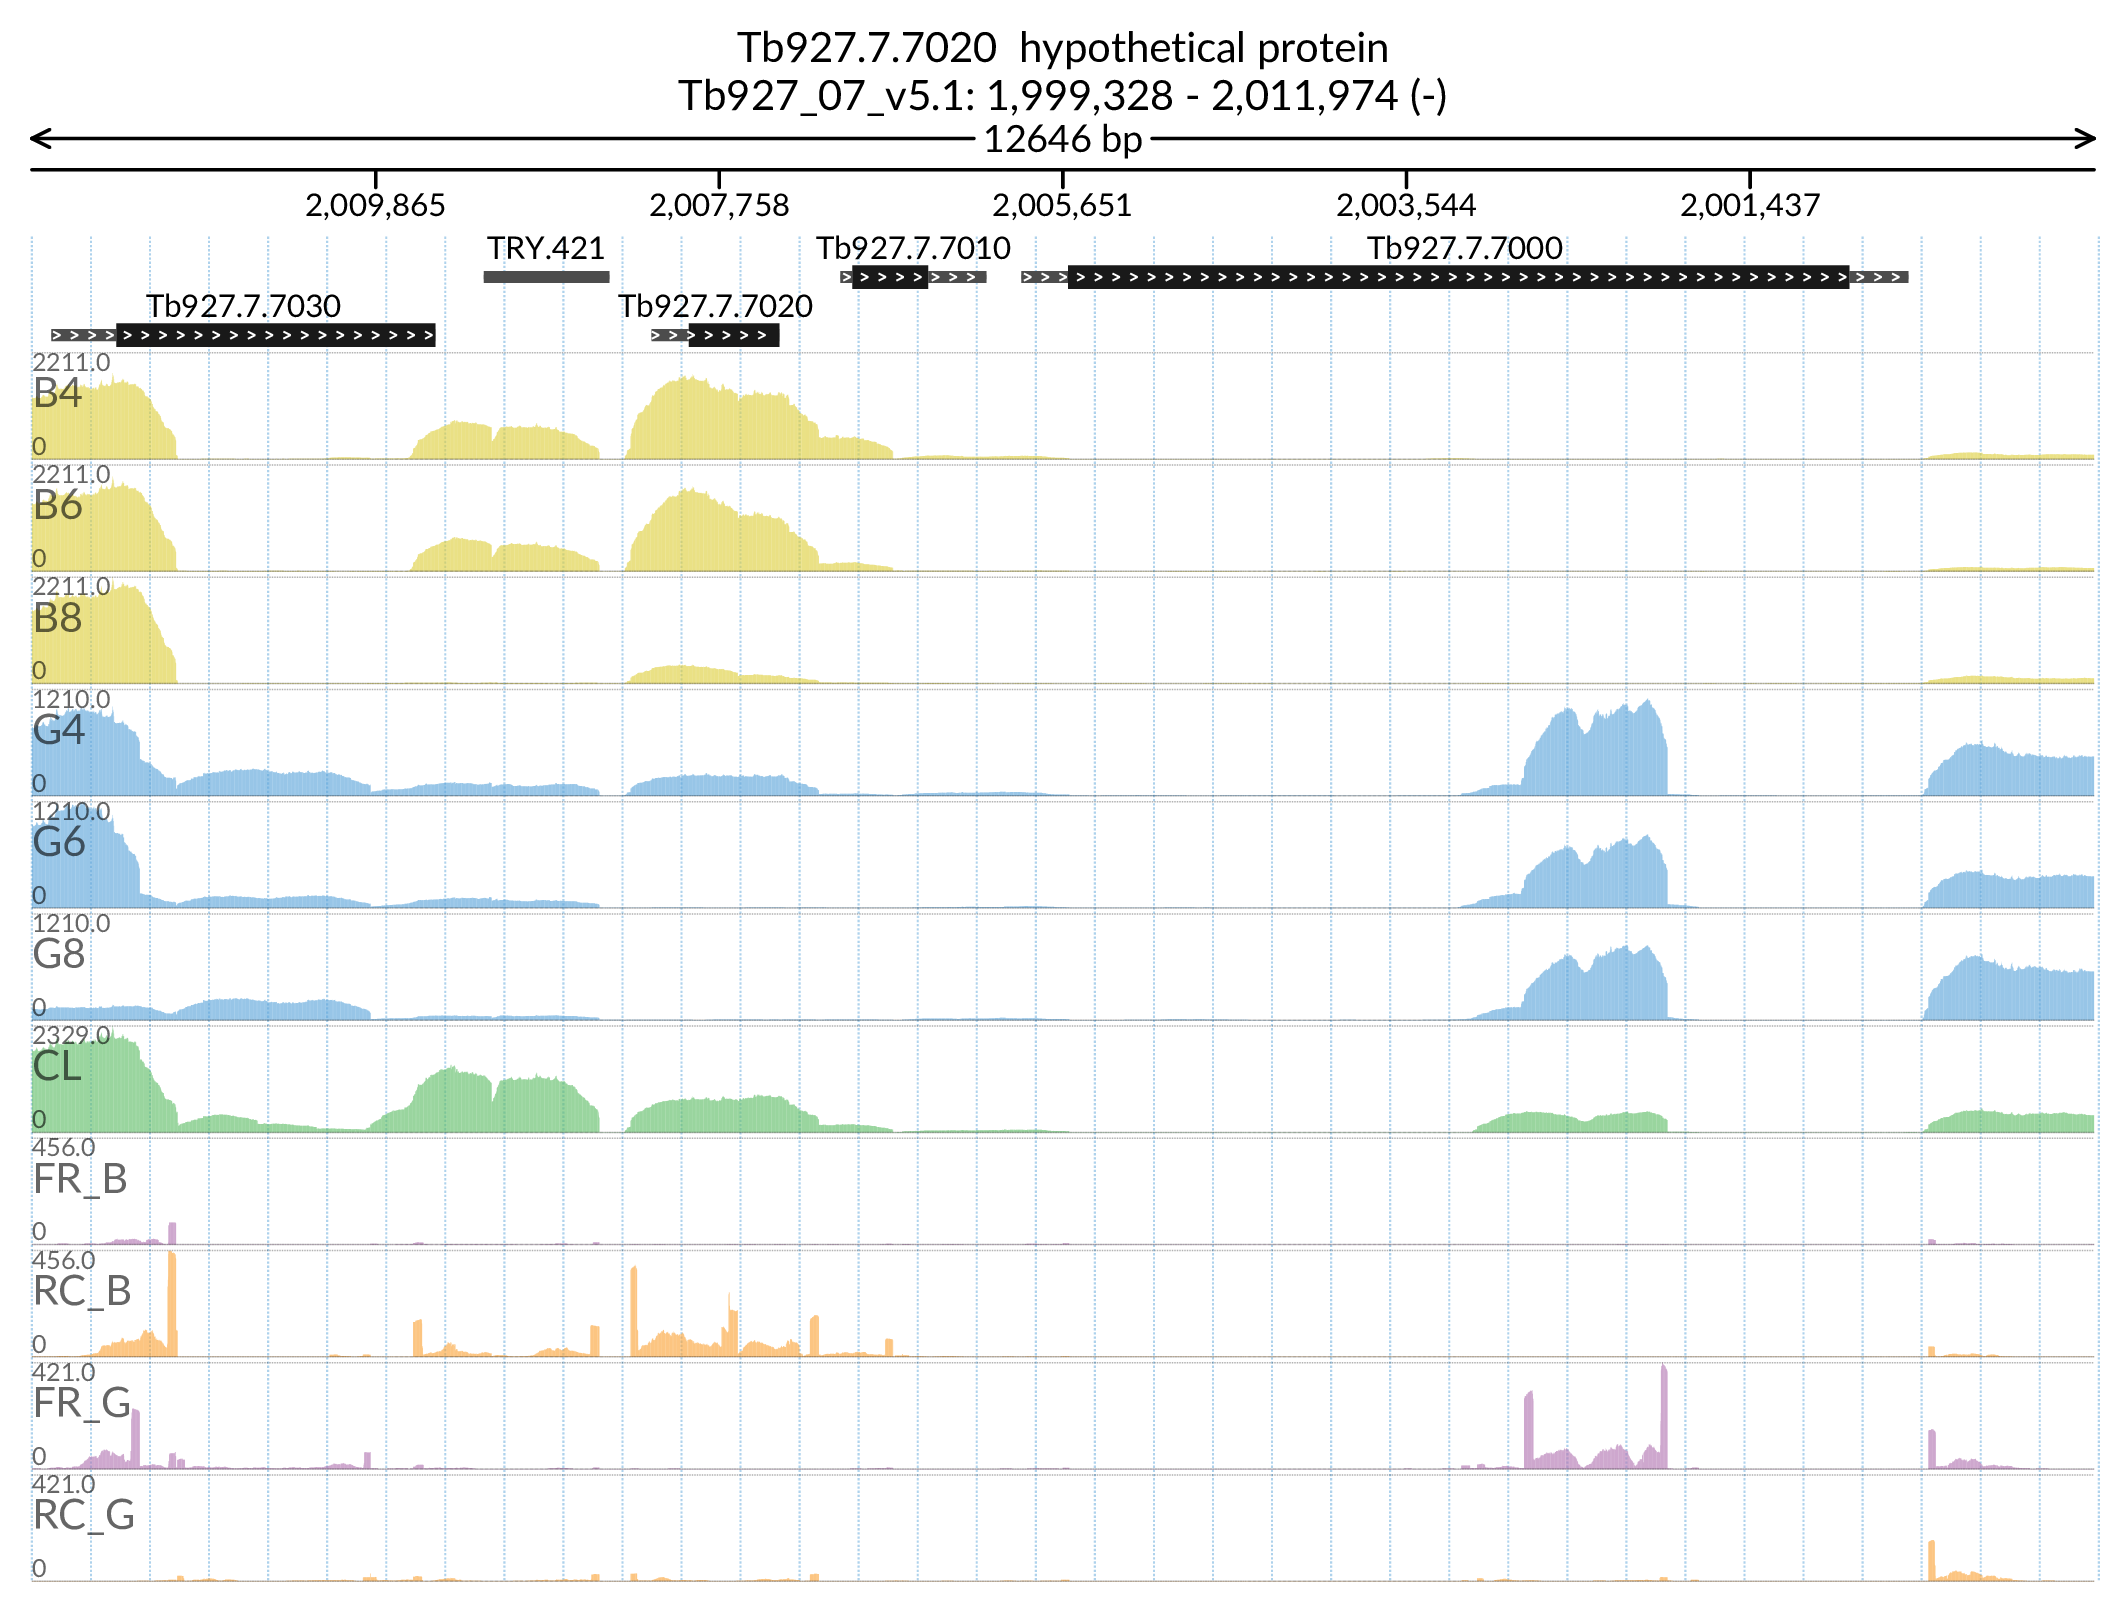 Tb927.7.7020 hypothetical protein
Tb927_07_v5.1: 1,999,328 - 2,011,974 (-)
12646 bp
2,009,865 2,007,758 2,005,651 2,003,544 2,001,437
TRY.421 Tb927.7.7010 Tb927.7.7000
Tb927.7.7030 Tb927.7.7020
2211.0
B4
0
2211.0
B6
0
2211.0
B8
0
1210.0
G4
0
1210.0
G6
0
1210.0
G8
0
2329.0
CL
0
456.0
FR_B
0
456.0
RC_B
0
421.0
FR_G
0
421.0
RC_G
0